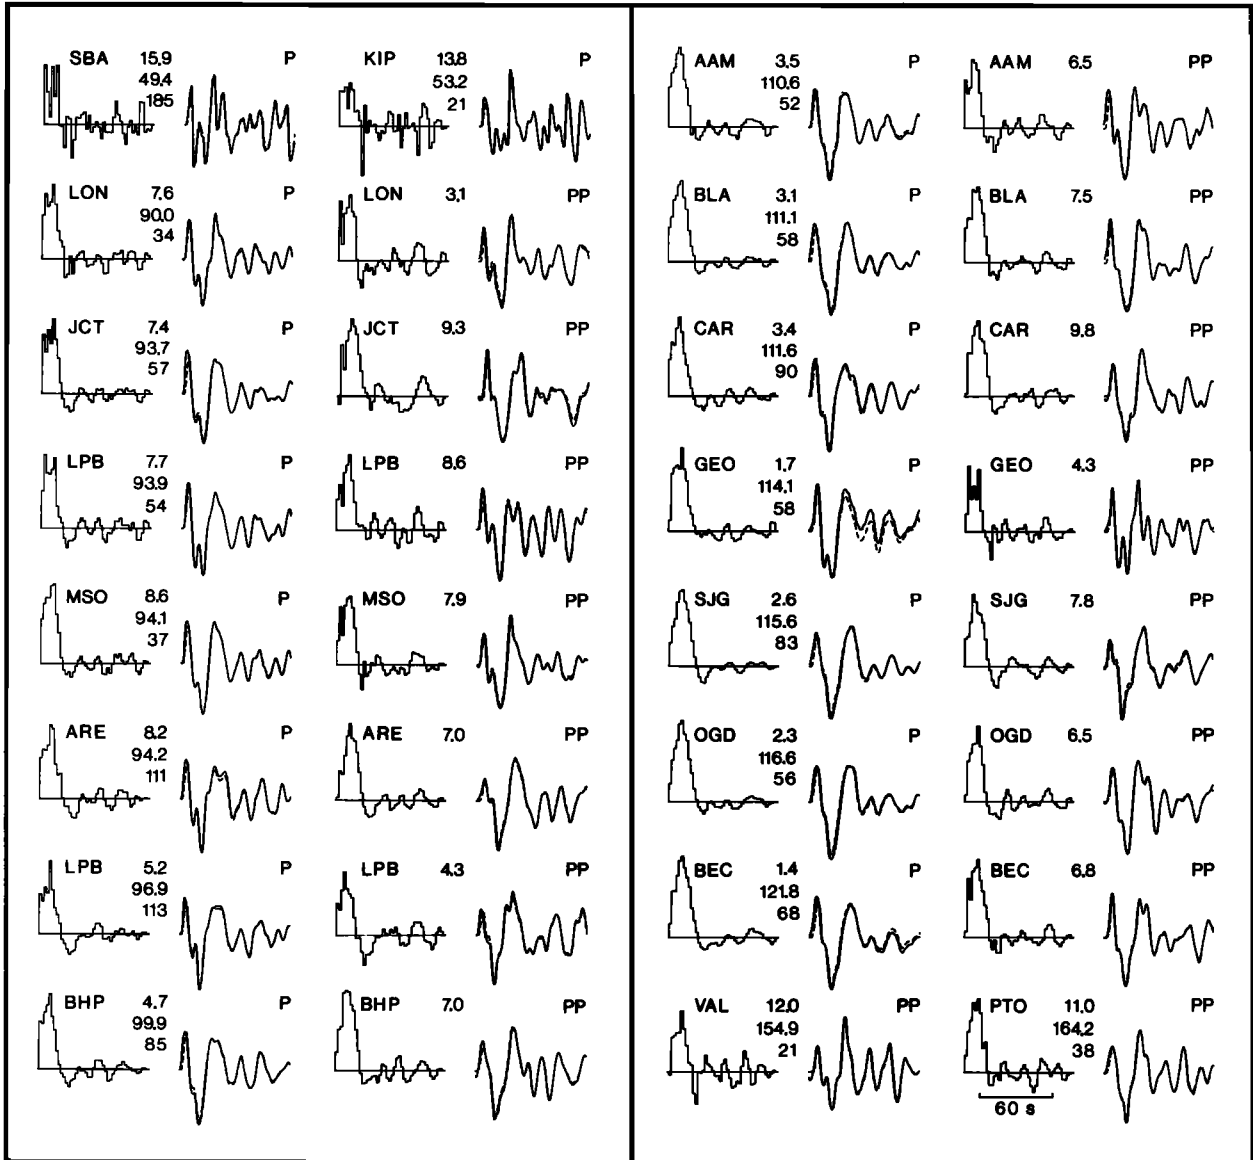 SBA 15.9 P
49.4
185
KIP 13.8 P
53.2
21
LON 7.6 P
90.0
34
LON 3.1 PP
JCT 7.4 P
93.7
57
JCT 9.3 PP
LPB 7.7 P
93.9
54
LPB 8.6 PP
MSO 8.6 P
94.1
37
MSO 7.9 PP
ARE 8.2 P
94.2
111
ARE 7.0 PP
LPB 5.2 P
96.9
113
LPB 4.3 PP
BHP 4.7 P
99.9
85
BHP 7.0 PP
AAM 3.5 P
110.6
52
AAM 6.5 PP
BLA 3.1 P
111.1
58
BLA 7.5 PP
CAR 3.4 P
111.6
90
CAR 9.8 PP
GEO 1.7 P
114.1
58
GEO 4.3 PP
SJG 2.6 P
115.6
83
SJG 7.8 PP
OGD 2.3 P
116.6
56
OGD 6.5 PP
BEC 1.4 P
121.8
68
BEC 6.8 PP
VAL 12.0 PP
154.9
21
PTO 11.0 PP
164.2
38
60 s